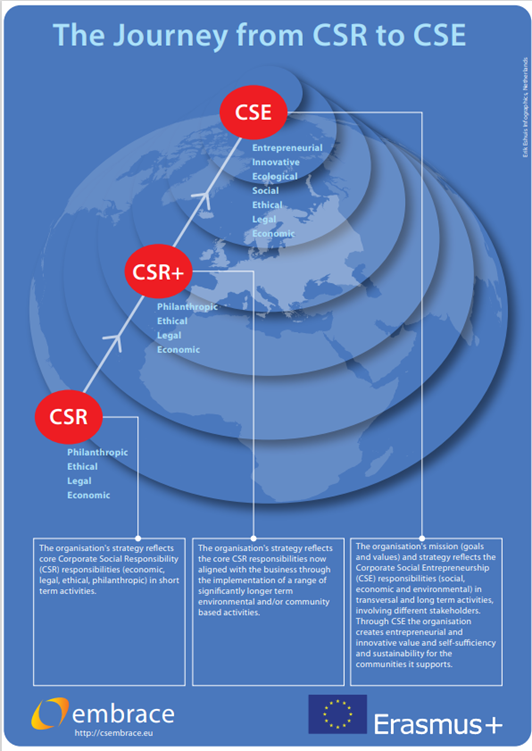 The Journey from CSR to CSE
Erik Eshuis Infographics, Netherlands
CSE
Entrepreneurial
Innovative
Ecological
Social
Ethical
Legal
Economic
CSR+
Philanthropic
Ethical
Legal
Economic
CSR
Philanthropic
Ethical
Legal
Economic
The organisation's strategy reflects
core Corporate Social Responsibility
(CSR) responsibilities (economic,
legal, ethical, philanthropic) in short
term activities.
The organisation's strategy reflects
the core CSR responsibilities now
aligned with the business through
the implementation of a range of
significantly longer term
environmental and/or community
based activities.
The organisation's mission (goals
and values) and strategy reflects the
Corporate Social Entrepreneurship
(CSE) responsibilities (social,
economic and environmental) in
transversal and long term activities,
involving different stakeholders.
Through CSE the organisation
creates entrepreneurial and
innovative value and self-sufficiency
and sustainability for the
communities it supports.
embrace
http://csembrace.eu
Erasmus+